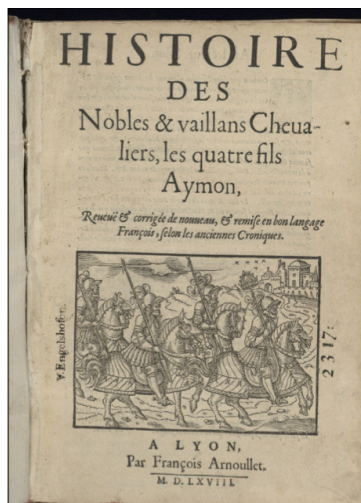 HISTOIRE
DES
Nobles & vaillans Cheua-
liers, les quatre fils
Aymon,
Reueuë & corrigée de nouueau, & remise en bon langage
François, selon les anciennes Croniques.
v. Engelshofen.
2317:
A LYON,
Par François Arnoullet.
M. D. LXVIII.